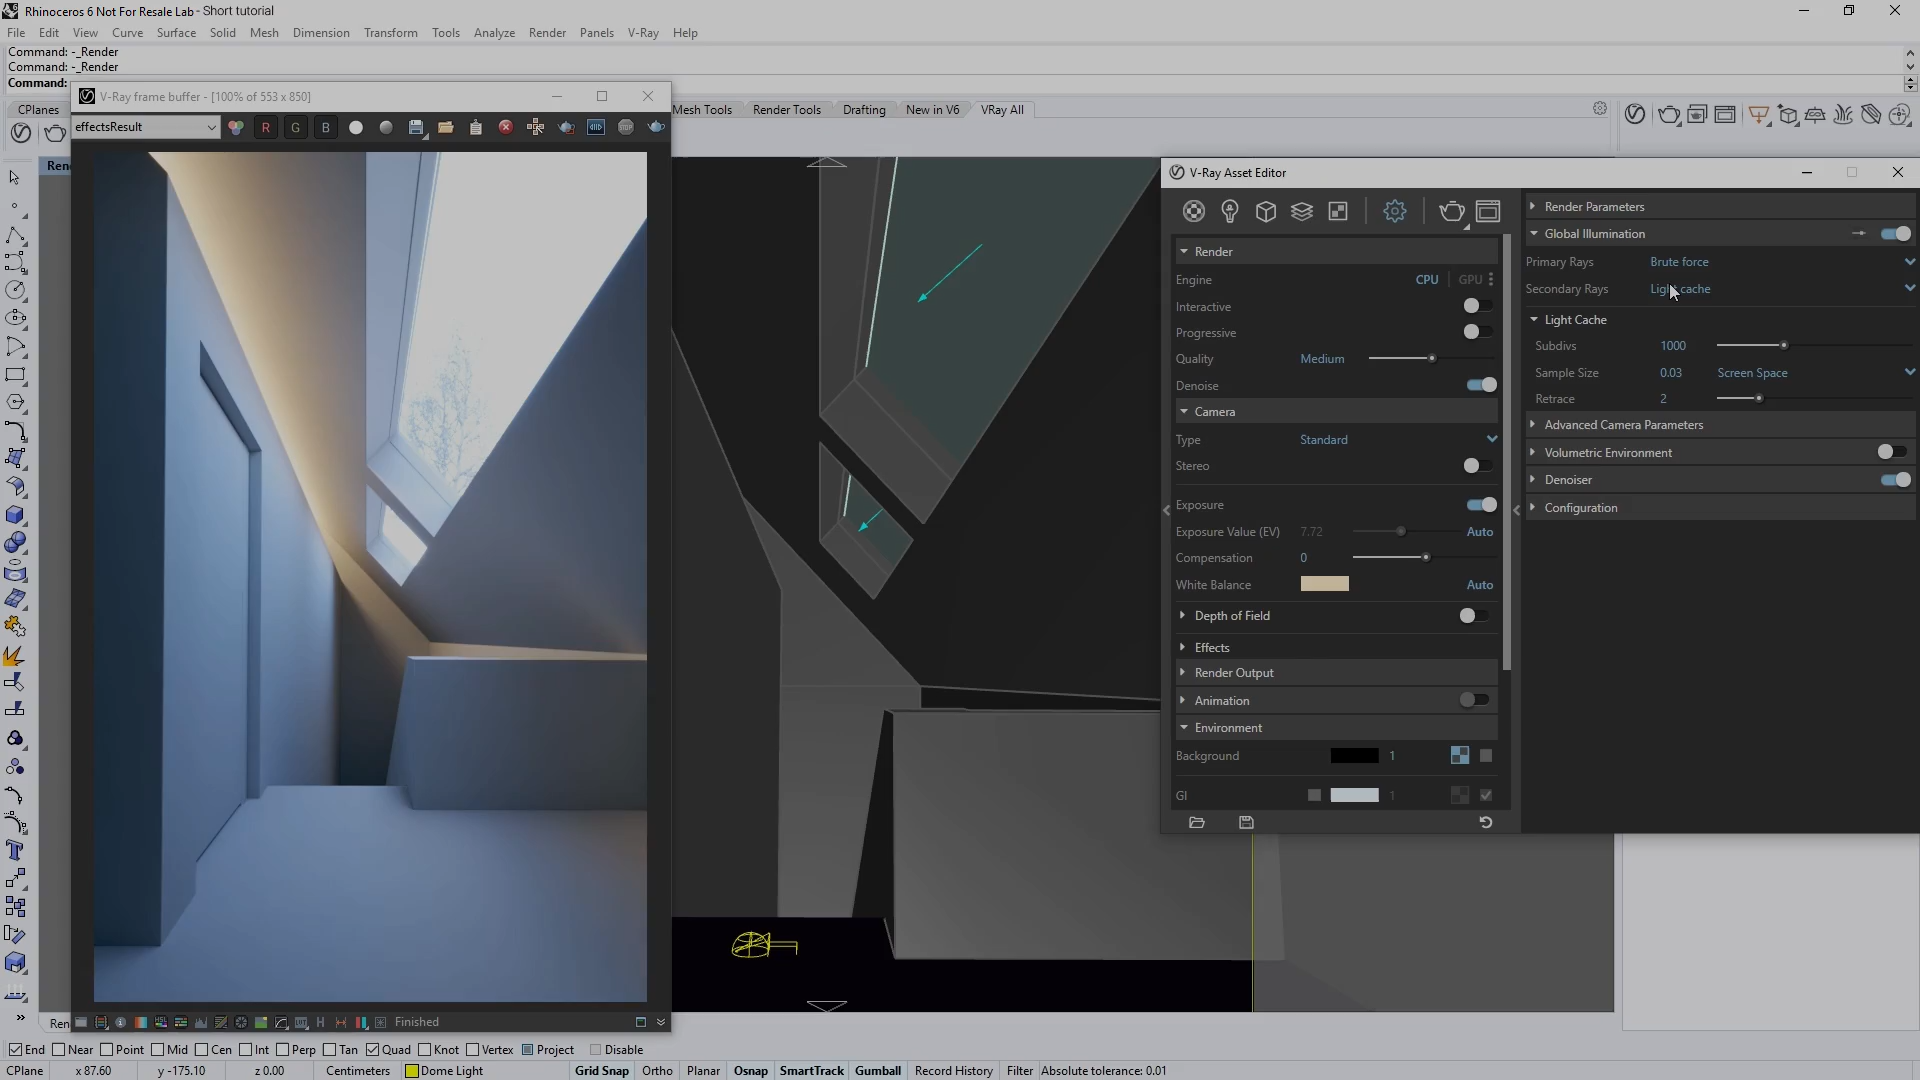 Rhinoceros 6 Not For Resale Lab - Short tutorial
File Edit View Curve Surface Solid Mesh Dimension Transform Tools Analyze Render Panels V-Ray Help
Command: -_Render
Command: -_Render
Command:
V-Ray frame buffer - [100% of 553 x 850]
CPlanes
Mesh Tools Render Tools Drafting New in V6 VRay All
effectsResult
R G B
STOP
Ren
V-Ray Asset Editor
Render
Engine CPU GPU
Interactive
Progressive
Quality Medium
Denoise
Camera
Type Standard
Stereo
Exposure
Exposure Value (EV) 7.72 Auto
Compensation 0
White Balance Auto
Depth of Field
Effects
Render Output
Animation
Environment
Background 1
GI 1
Render Parameters
Global Illumination
Primary Rays Brute force
Secondary Rays Light cache
Light Cache
Subdivs 1000
Sample Size 0.03 Screen Space
Retrace 2
Advanced Camera Parameters
Volumetric Environment
Denoiser
Configuration
Ren
H Finished
End Near Point Mid Cen Int Perp Tan Quad Knot Vertex Project Disable
CPlane x 87.60 y -175.10 z 0.00 Centimeters Dome Light Grid Snap Ortho Planar Osnap SmartTrack Gumball Record History Filter Absolute tolerance: 0.01